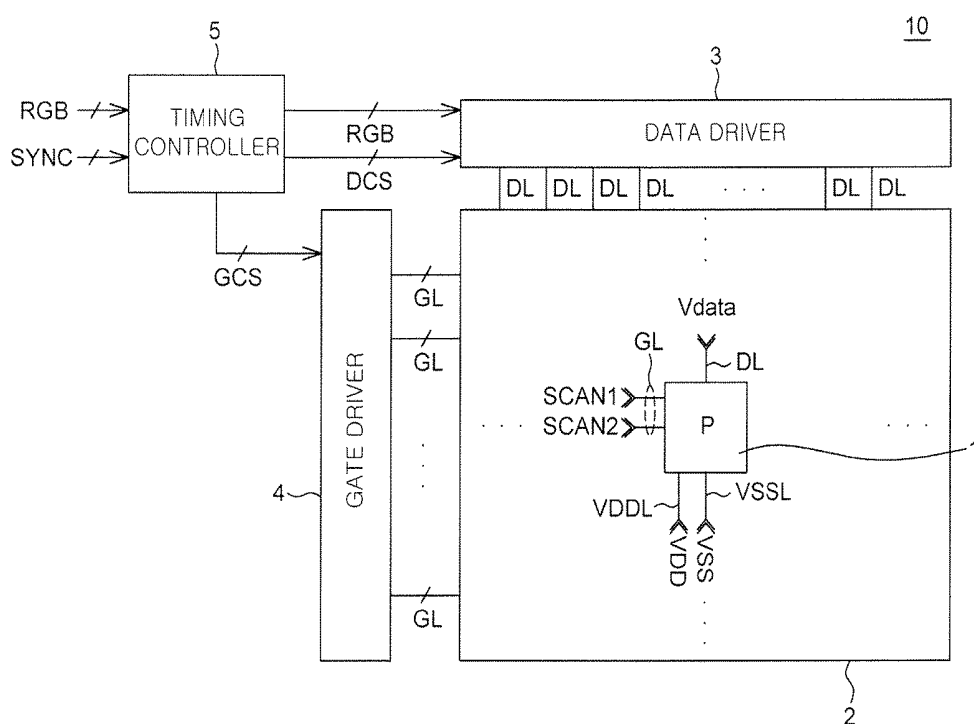 10
5
3
RGB
SYNC
TIMING
CONTROLLER
RGB
DCS
DATA DRIVER
DL DL DL DL · · · DL DL
GCS
GL
GL
GL
GATE DRIVER
4
Vdata
GL
DL
SCAN1
SCAN2
P
VDDL
VSSL
VDD
VSS
2